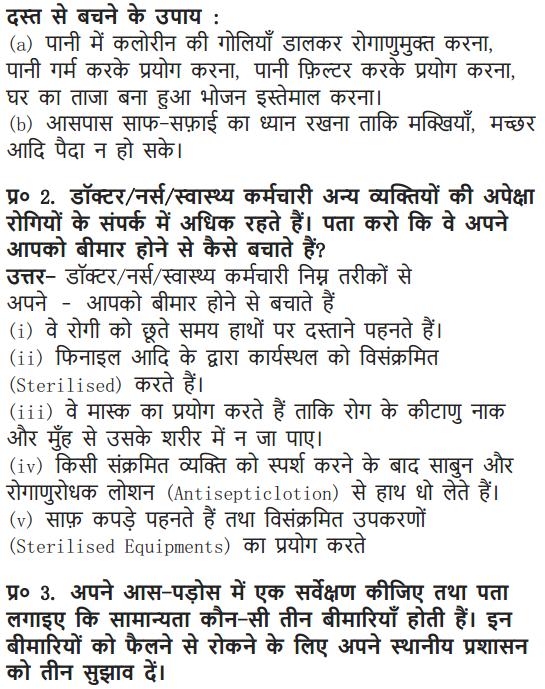 दस्त से बचने के उपाय :
(a) पानी में कलोरीन की गोलियाँ डालकर रोगाणुमुक्त करना,
पानी गर्म करके प्रयोग करना, पानी फ़िल्टर करके प्रयोग करना,
घर का ताजा बना हुआ भोजन इस्तेमाल करना।
(b) आसपास साफ-सफ़ाई का ध्यान रखना ताकि मक्खियाँ, मच्छर
आदि पैदा न हो सके।
प्र० 2. डॉक्टर/नर्स/स्वास्थ्य कर्मचारी अन्य व्यक्तियों की अपेक्षा
रोगियों के संपर्क में अधिक रहते हैं। पता करो कि वे अपने
आपको बीमार होने से कैसे बचाते हैं?
उत्तर- डॉक्टर/नर्स/स्वास्थ्य कर्मचारी निम्न तरीकों से
अपने - आपको बीमार होने से बचाते हैं
(i) वे रोगी को छूते समय हाथों पर दस्ताने पहनते हैं।
(ii) फिनाइल आदि के द्वारा कार्यस्थल को विसंक्रमित
(Sterilised) करते हैं।
(iii) वे मास्क का प्रयोग करते हैं ताकि रोग के कीटाणु नाक
और मुँह से उसके शरीर में न जा पाए।
(iv) किसी संक्रमित व्यक्ति को स्पर्श करने के बाद साबुन और
रोगाणुरोधक लोशन (Antisepticlotion) से हाथ धो लेते हैं।
(v) साफ़ कपड़े पहनते हैं तथा विसंक्रमित उपकरणों
(Sterilised Equipments) का प्रयोग करते
प्र० 3. अपने आस-पड़ोस में एक सर्वेक्षण कीजिए तथा पता
लगाइए कि सामान्यता कौन-सी तीन बीमारियाँ होती हैं। इन
बीमारियों को फैलने से रोकने के लिए अपने स्थानीय प्रशासन
को तीन सुझाव दें।